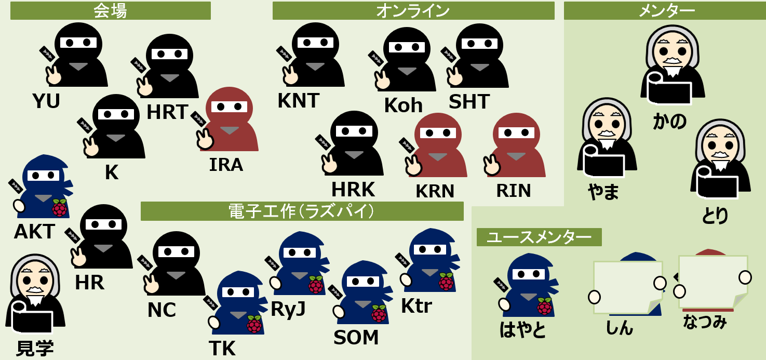 会場
オンライン
メンター
YU
HRT
K
IRA
KNT
Koh
SHT
HRK
KRN
RIN
かの
やま
とり
AKT
HR
見学
電子工作(ラズパイ)
NC
TK
RyJ
SOM
Ktr
ユースメンター
はやと
しん
なつみ